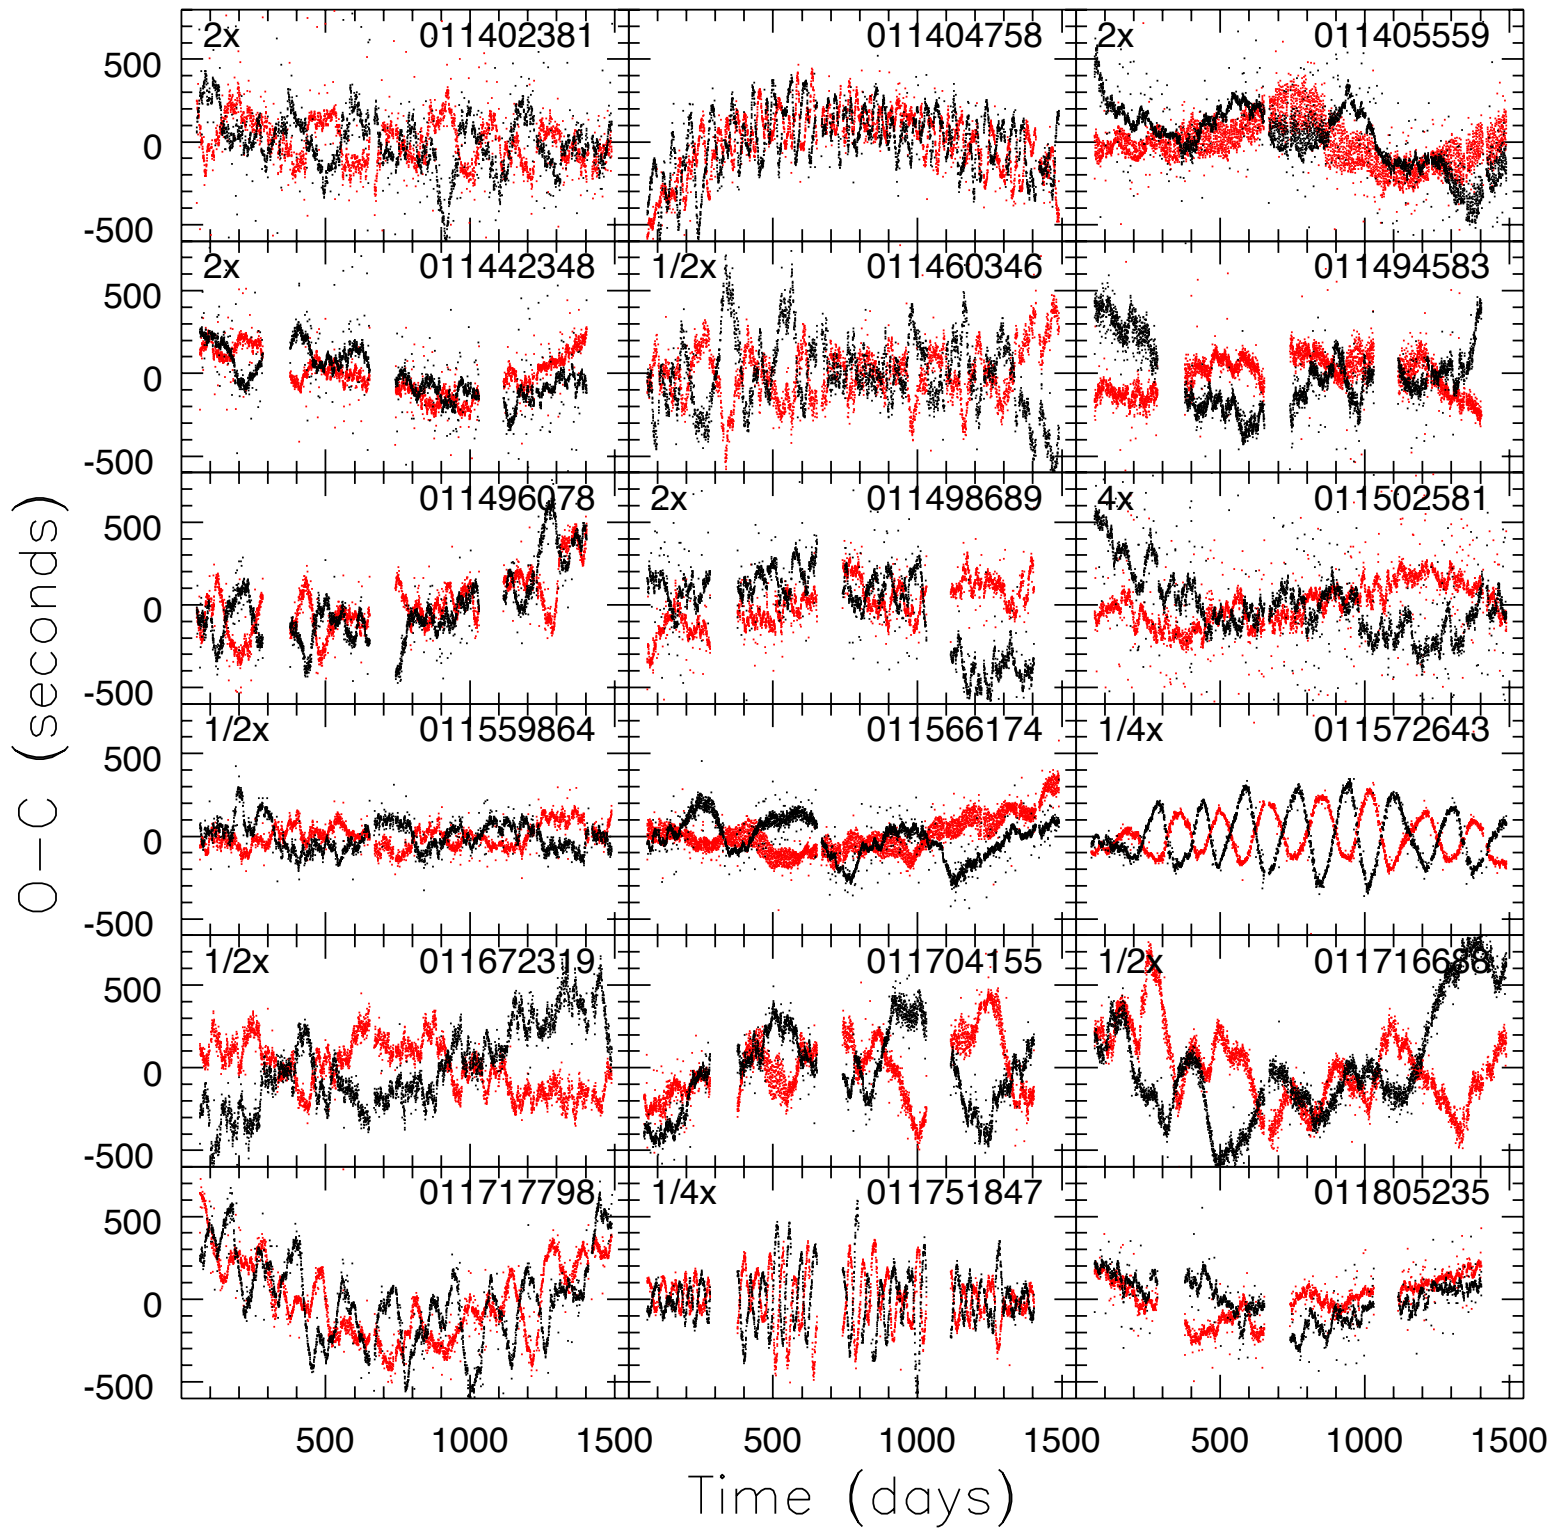 2x 011402381
011404758
2x 011405559
500
0
-500
2x 011442348
1/2x 011460346
011494583
500
0
-500
011496078
2x 011498689
4x 011502581
500
0
-500
1/2x 011559864
011566174
1/4x 011572643
500
0
-500
1/2x 011672319
011704155
1/2x 011716688
500
0
-500
011717798
1/4x 011751847
011805235
500
0
-500
500 1000 1500 500 1000 1500 500 1000 1500
O-C (seconds)
Time (days)